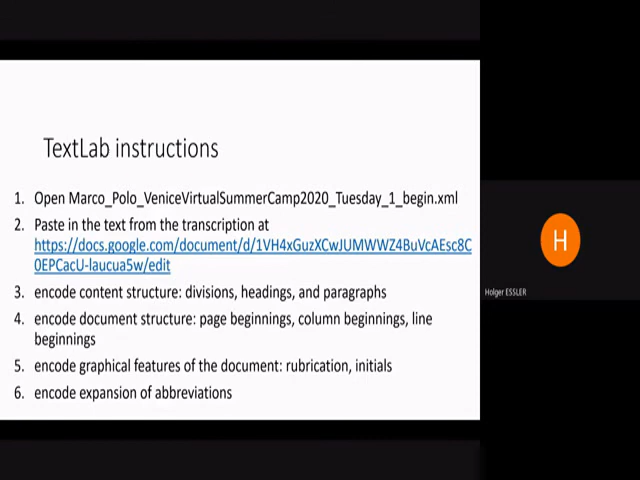 TextLab instructions
1. Open Marco_Polo_VeniceVirtualSummerCamp2020_Tuesday_1_begin.xml
2. Paste in the text from the transcription at
https://docs.google.com/document/d/1VH4xGuzXCwJUMWWZ4BuVcAEsc8C
0EPCacU-laucua5w/edit
3. encode content structure: divisions, headings, and paragraphs
4. encode document structure: page beginnings, column beginnings, line
beginnings
5. encode graphical features of the document: rubrication, initials
6. encode expansion of abbreviations
H
Holger ESSLER